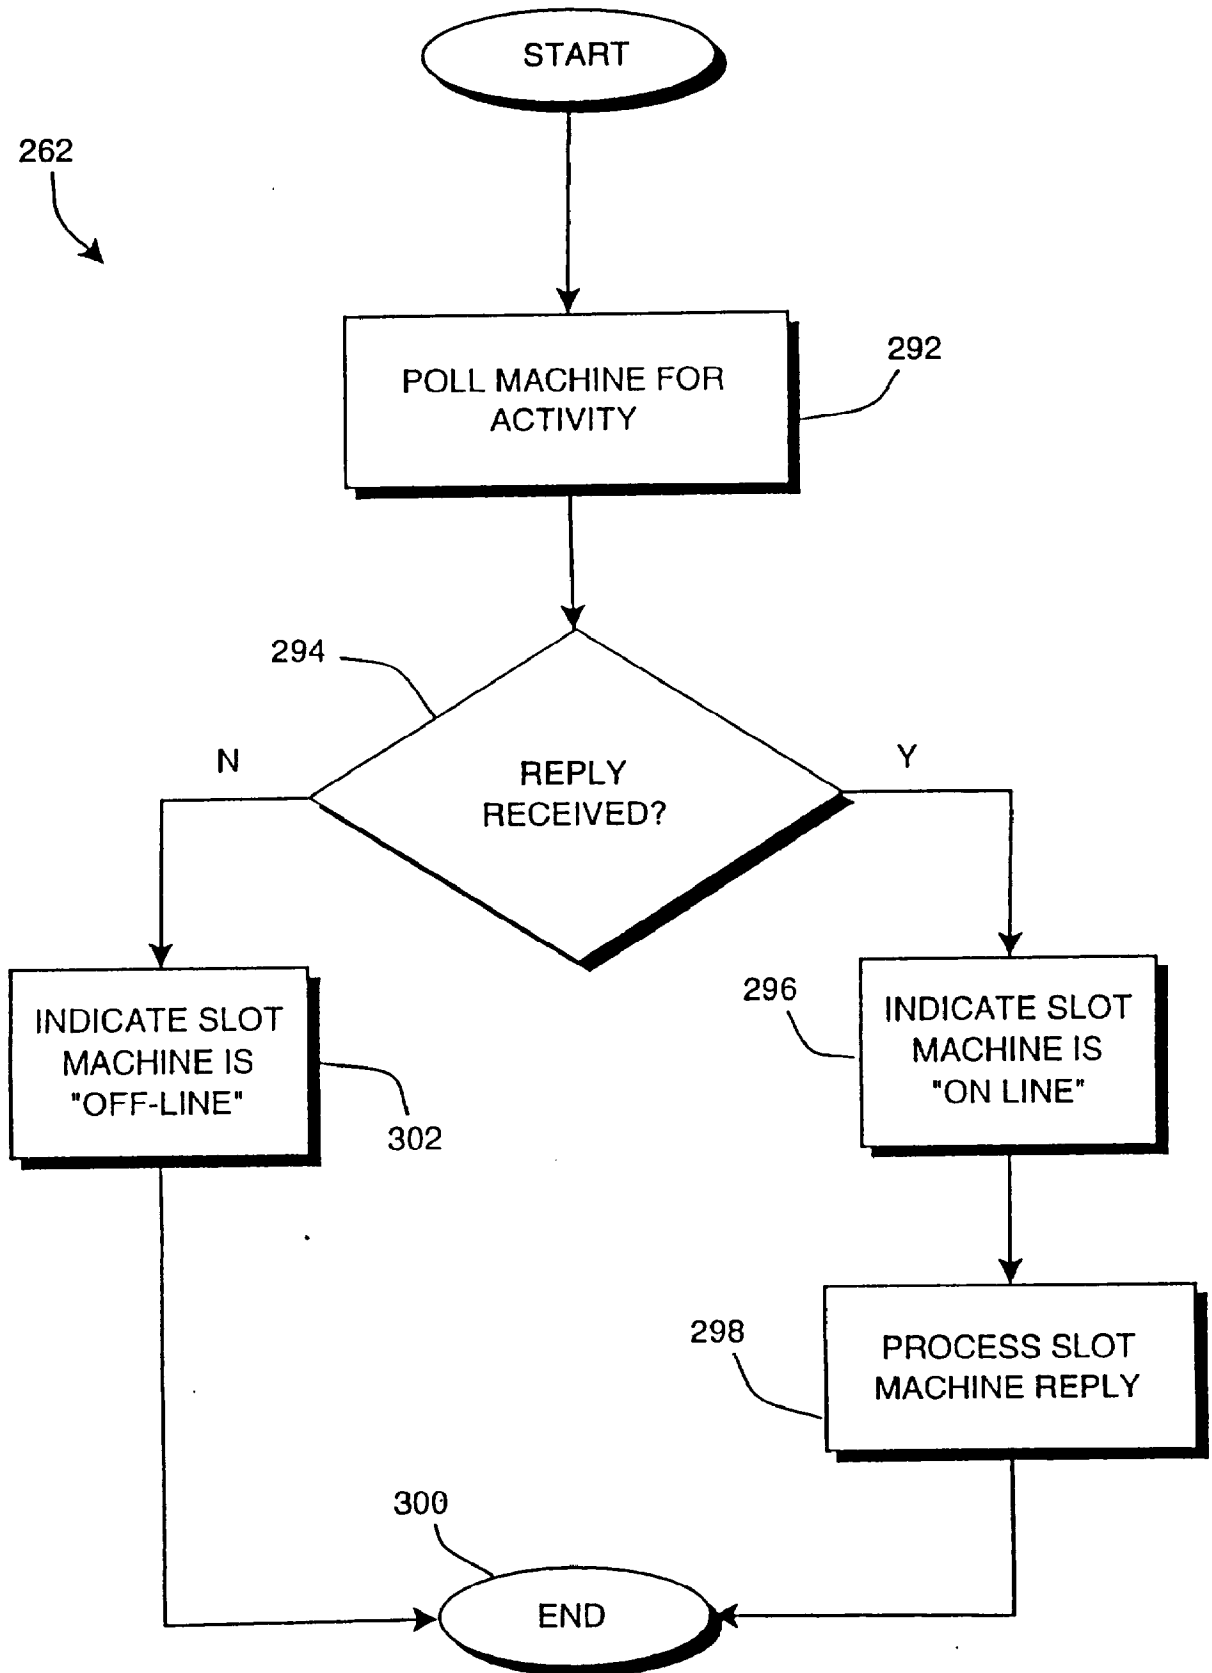 START
262
POLL MACHINE FOR
ACTIVITY
292
294
N
REPLY
RECEIVED?
Y
INDICATE SLOT
MACHINE IS
"OFF-LINE"
302
296
INDICATE SLOT
MACHINE IS
"ON LINE"
298
PROCESS SLOT
MACHINE REPLY
300
END